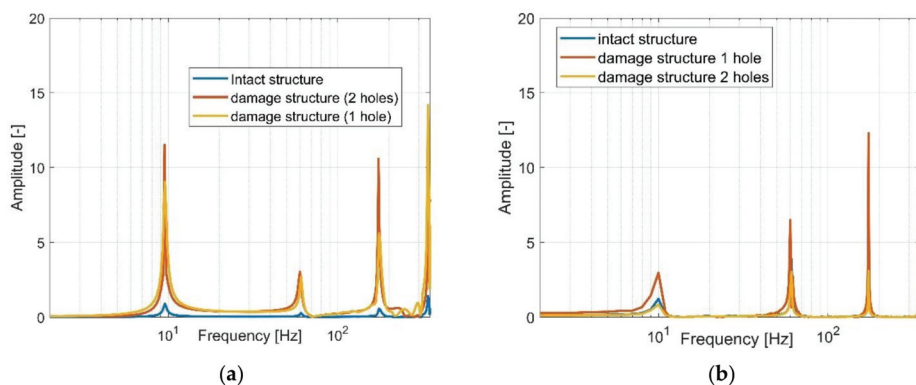 20
15
10
5
0
Amplitude [-]
Intact structure
damage structure (2 holes)
damage structure (1 hole)
10¹
10²
Frequency [Hz]
(a)
20
15
10
5
0
Amplitude [-]
intact structure
damage structure 1 hole
damage structure 2 holes
10¹
10²
Frequency [Hz]
(b)